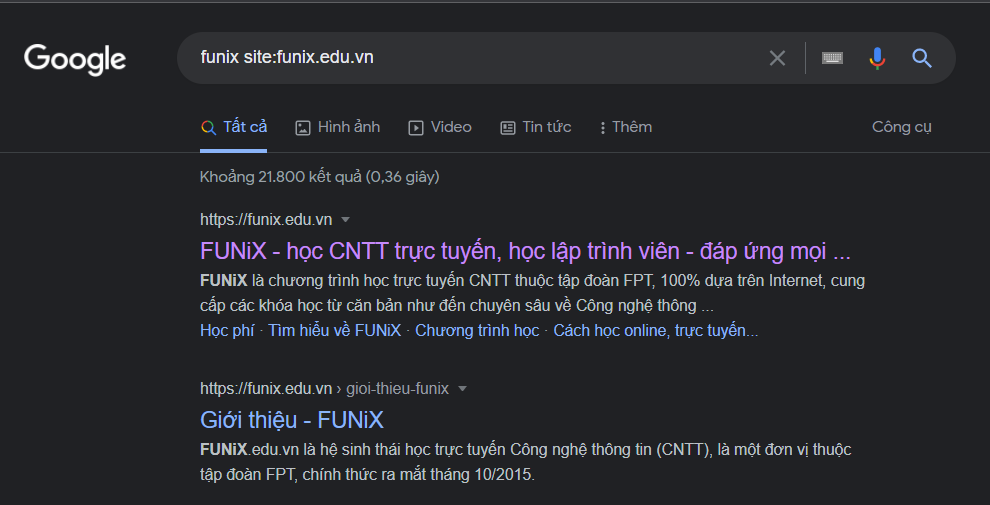 Google
funix site:funix.edu.vn
Tất cả Hình ảnh Video Tin tức Thêm Công cụ
Khoảng 21.800 kết quả (0,36 giây)
https://funix.edu.vn
FUNiX - học CNTT trực tuyến, học lập trình viên - đáp ứng mọi ...
FUNiX là chương trình học trực tuyến CNTT thuộc tập đoàn FPT, 100% dựa trên Internet, cung
cấp các khóa học từ căn bản như đến chuyên sâu về Công nghệ thông ...
Học phí · Tìm hiểu về FUNiX · Chương trình học · Cách học online, trực tuyến...
https://funix.edu.vn › gioi-thieu-funix
Giới thiệu - FUNiX
FUNiX.edu.vn là hệ sinh thái học trực tuyến Công nghệ thông tin (CNTT), là một đơn vị thuộc
tập đoàn FPT, chính thức ra mắt tháng 10/2015.